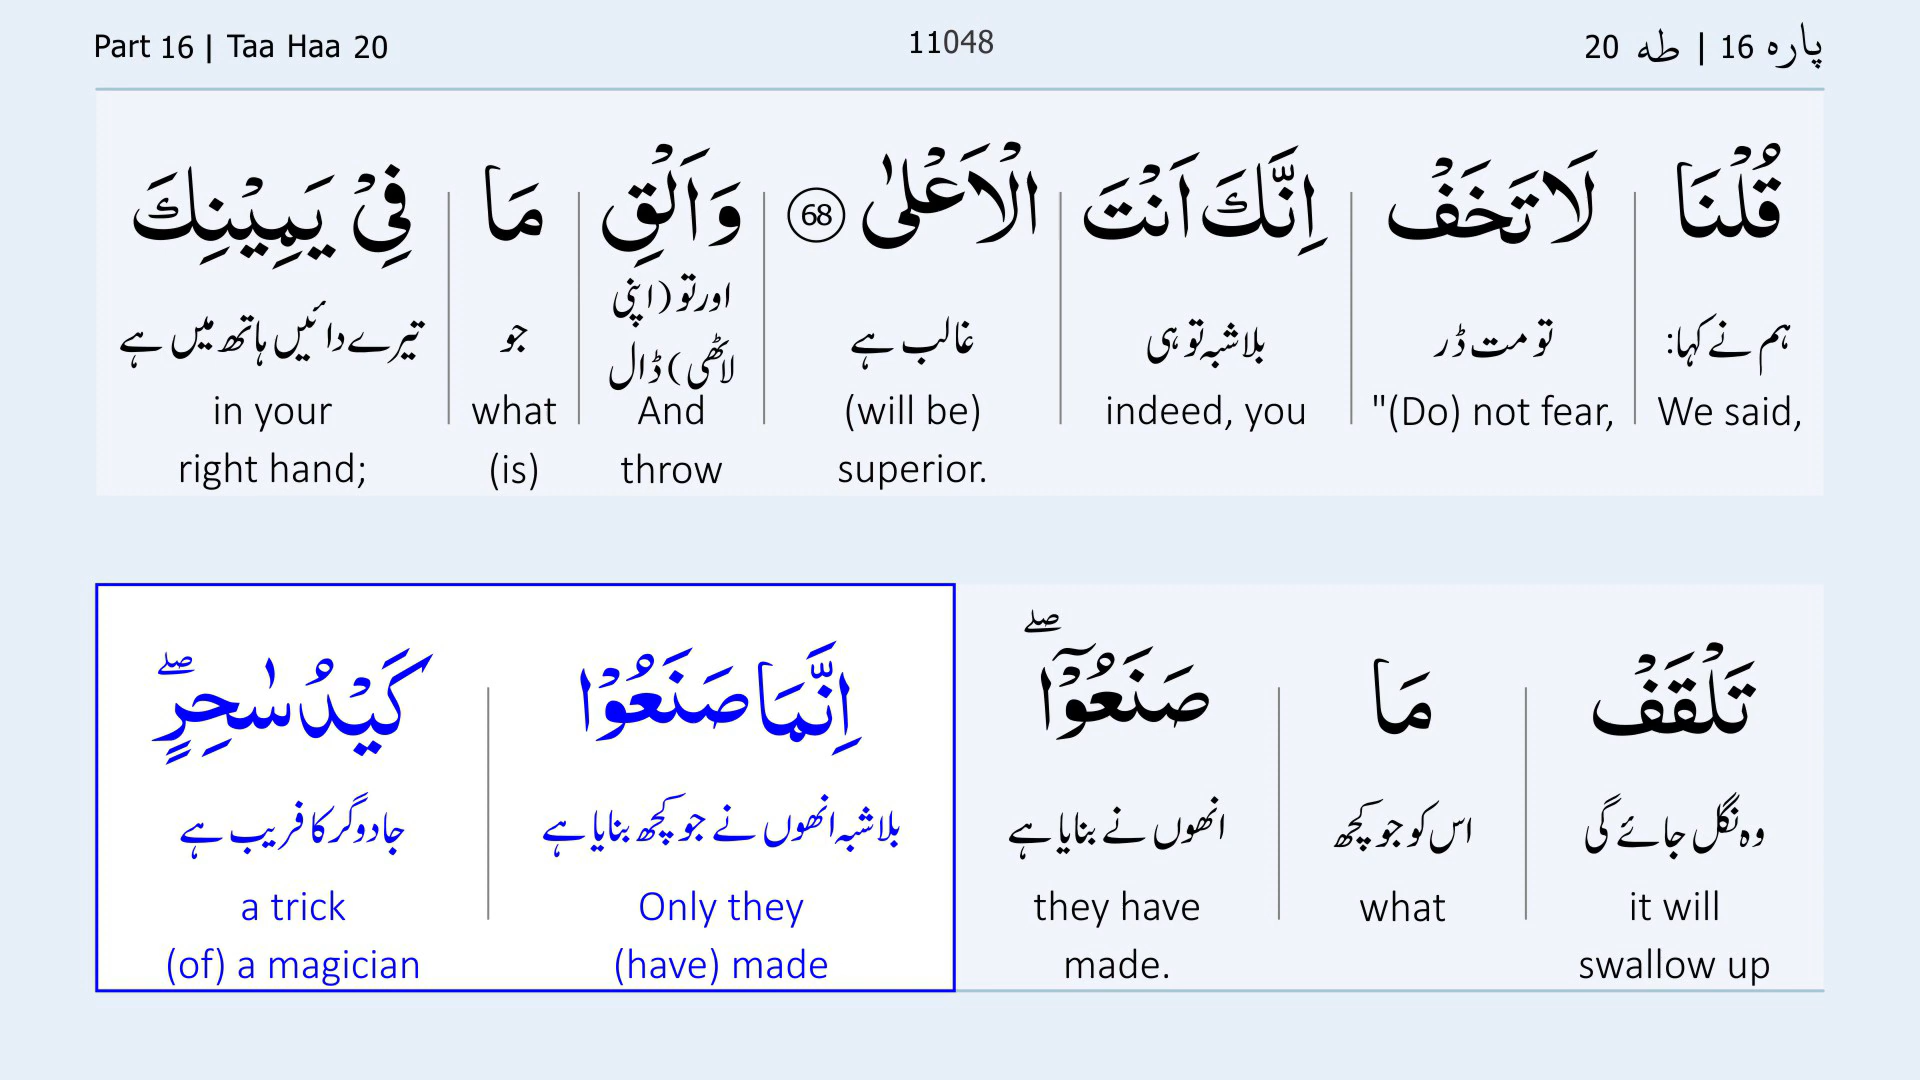 Part 16 | Taa Haa 20 11048 پارہ 16 | طہ 20
قُلْنَا لَا تَخَفْ اِنَّكَ اَنْتَ الْاَعْلٰى 68 وَاَلْقِ مَا فِيْ يَمِيْنِكَ
ہم نے کہا: تو مت ڈر بلاشبہ تو ہی غالب ہے اور تو (اپنی لاٹھی) ڈال جو تیرے دائیں ہاتھ میں ہے
We said, "(Do) not fear, indeed, you (will be) And what in your
superior. throw (is) right hand;
تَلْقَفْ مَا صَنَعُوْٓا ۖ اِنَّمَا صَنَعُوْا كَيْدُ سٰحِرٍ ۖ
وہ نگل جائے گی اس کو جو کچھ انھوں نے بنایا ہے بلاشبہ انھوں نے جو کچھ بنایا ہے جادوگر کا فریب ہے
it will what they have Only they a trick
swallow up made. (have) made (of) a magician